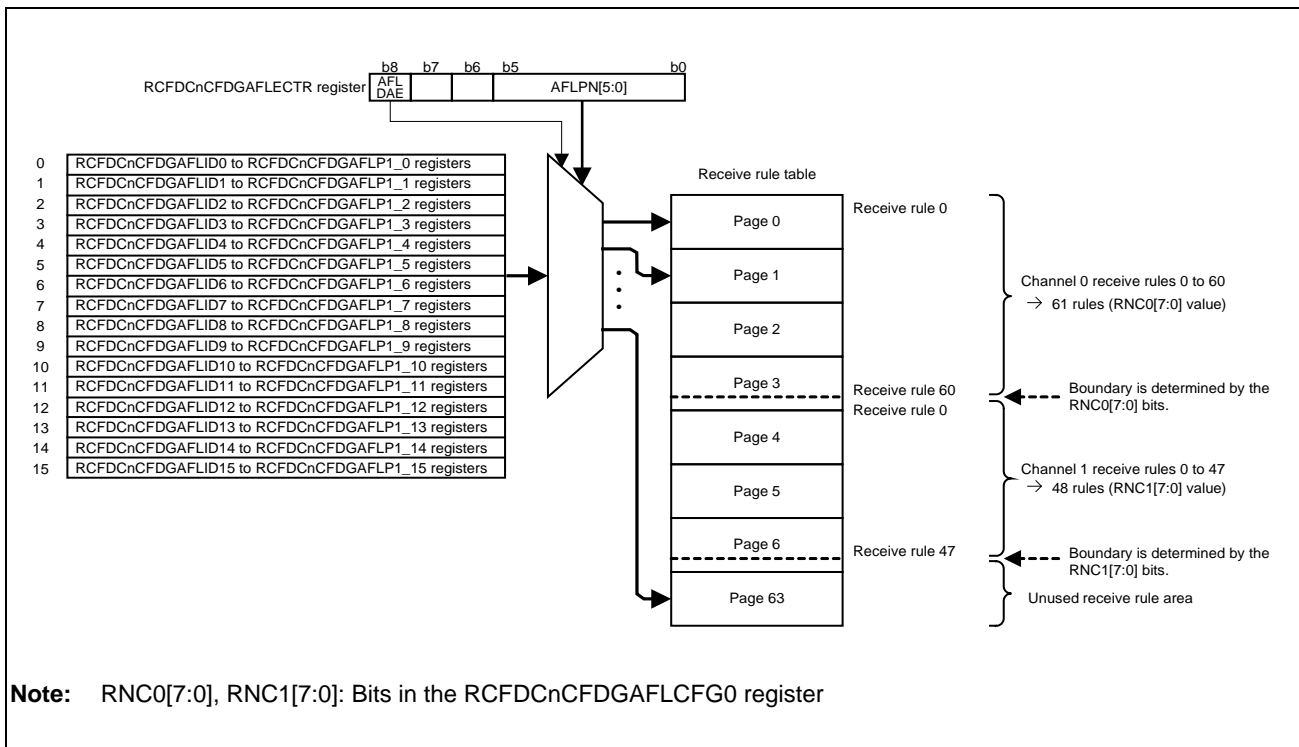 b8 b7 b6 b5 b0
RCFDCnCFDGAFLECTR register
AFL
DAE
AFLPN[5:0]
0 RCFDCnCFDGAFLID0 to RCFDCnCFDGAFLP1_0 registers
1 RCFDCnCFDGAFLID1 to RCFDCnCFDGAFLP1_1 registers
2 RCFDCnCFDGAFLID2 to RCFDCnCFDGAFLP1_2 registers
3 RCFDCnCFDGAFLID3 to RCFDCnCFDGAFLP1_3 registers
4 RCFDCnCFDGAFLID4 to RCFDCnCFDGAFLP1_4 registers
5 RCFDCnCFDGAFLID5 to RCFDCnCFDGAFLP1_5 registers
6 RCFDCnCFDGAFLID6 to RCFDCnCFDGAFLP1_6 registers
7 RCFDCnCFDGAFLID7 to RCFDCnCFDGAFLP1_7 registers
8 RCFDCnCFDGAFLID8 to RCFDCnCFDGAFLP1_8 registers
9 RCFDCnCFDGAFLID9 to RCFDCnCFDGAFLP1_9 registers
10 RCFDCnCFDGAFLID10 to RCFDCnCFDGAFLP1_10 registers
11 RCFDCnCFDGAFLID11 to RCFDCnCFDGAFLP1_11 registers
12 RCFDCnCFDGAFLID12 to RCFDCnCFDGAFLP1_12 registers
13 RCFDCnCFDGAFLID13 to RCFDCnCFDGAFLP1_13 registers
14 RCFDCnCFDGAFLID14 to RCFDCnCFDGAFLP1_14 registers
15 RCFDCnCFDGAFLID15 to RCFDCnCFDGAFLP1_15 registers
Receive rule table
Page 0
Page 1
Page 2
Page 3
Page 4
Page 5
Page 6
Page 63
Receive rule 0
Receive rule 60
Receive rule 0
Receive rule 47
Channel 0 receive rules 0 to 60
→ 61 rules (RNC0[7:0] value)
Boundary is determined by the
RNC0[7:0] bits.
Channel 1 receive rules 0 to 47
→ 48 rules (RNC1[7:0] value)
Boundary is determined by the
RNC1[7:0] bits.
Unused receive rule area
Note: RNC0[7:0], RNC1[7:0]: Bits in the RCFDCnCFDGAFLCFG0 register